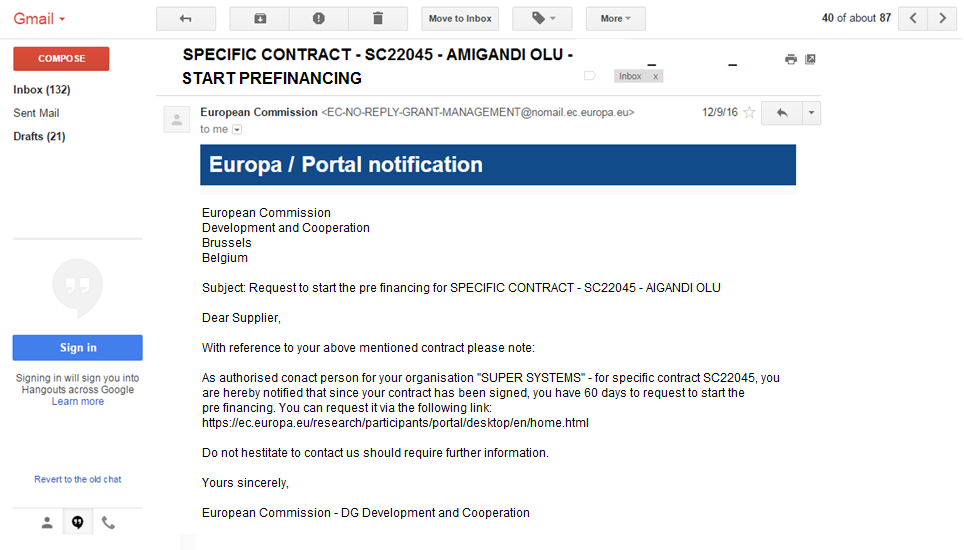 Gmail
Move to Inbox
More
40 of about 87
COMPOSE
Inbox (132)
Sent Mail
Drafts (21)
SPECIFIC CONTRACT - SC22045 - AMIGANDI OLU -
START PREFINANCING
Inbox x
European Commission <EC-NO-REPLY-GRANT-MANAGEMENT@nomail.ec.europa.eu>
12/9/16
to me
Europa / Portal notification
European Commission
Development and Cooperation
Brussels
Belgium
Subject: Request to start the pre financing for SPECIFIC CONTRACT - SC22045 - AIGANDI OLU
Dear Supplier,
With reference to your above mentioned contract please note:
As authorised conact person for your organisation "SUPER SYSTEMS" - for specific contract SC22045, you
are hereby notified that since your contract has been signed, you have 60 days to request to start the
pre financing. You can request it via the following link:
https://ec.europa.eu/research/participants/portal/desktop/en/home.html
Do not hestitate to contact us should require further information.
Yours sincerely,
European Commission - DG Development and Cooperation
Sign in
Signing in will sign you into
Hangouts across Google
Learn more
Revert to the old chat